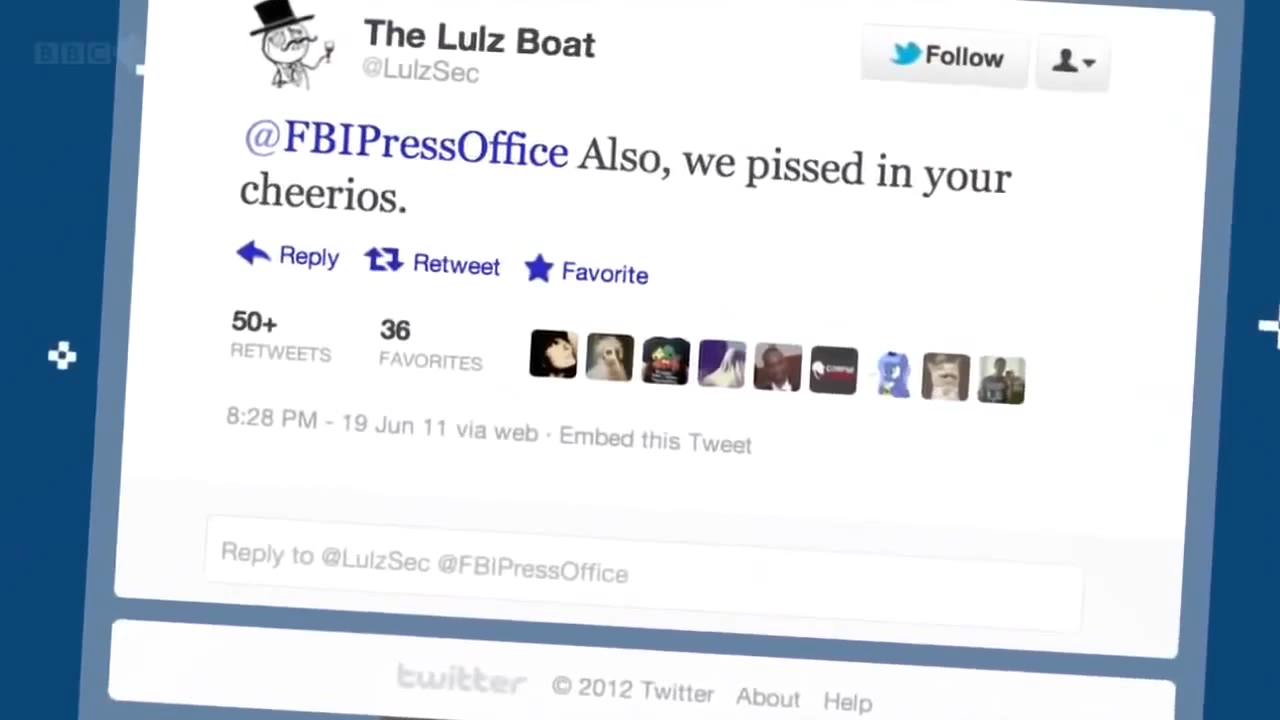 BBC
The Lulz Boat
@LulzSec
Follow
@FBIPressOffice Also, we pissed in your
cheerios.
Reply Retweet Favorite
50+ 36
RETWEETS FAVORITES
8:28 PM - 19 Jun 11 via web · Embed this Tweet
Reply to @LulzSec @FBIPressOffice
twitter © 2012 Twitter About Help